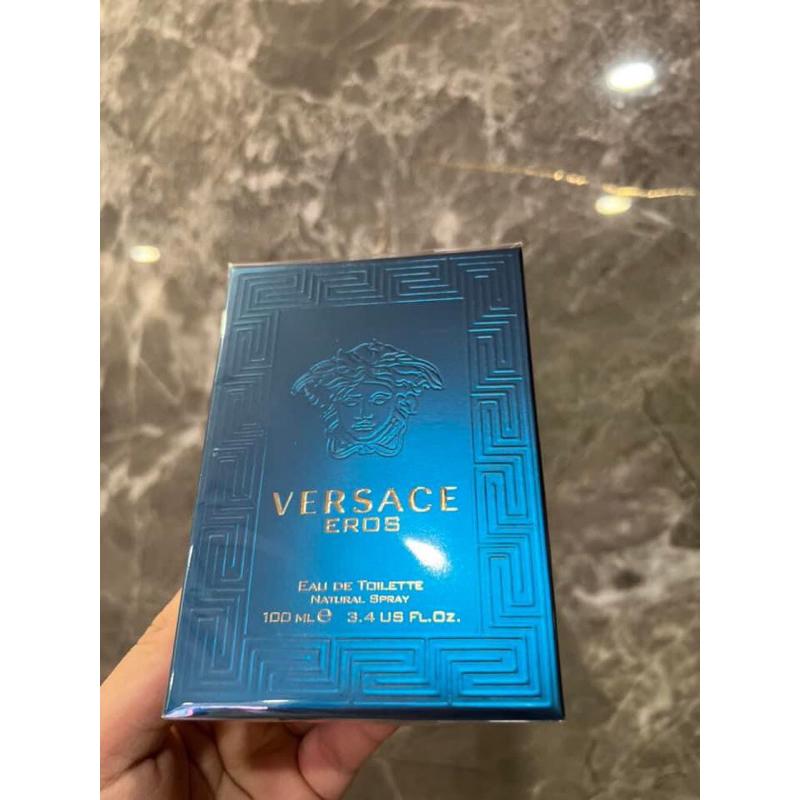 VERSACE
EROS
EAU DE TOILETTE
NATURAL SPRAY
100 ML ℮ 3.4 US FL.OZ.